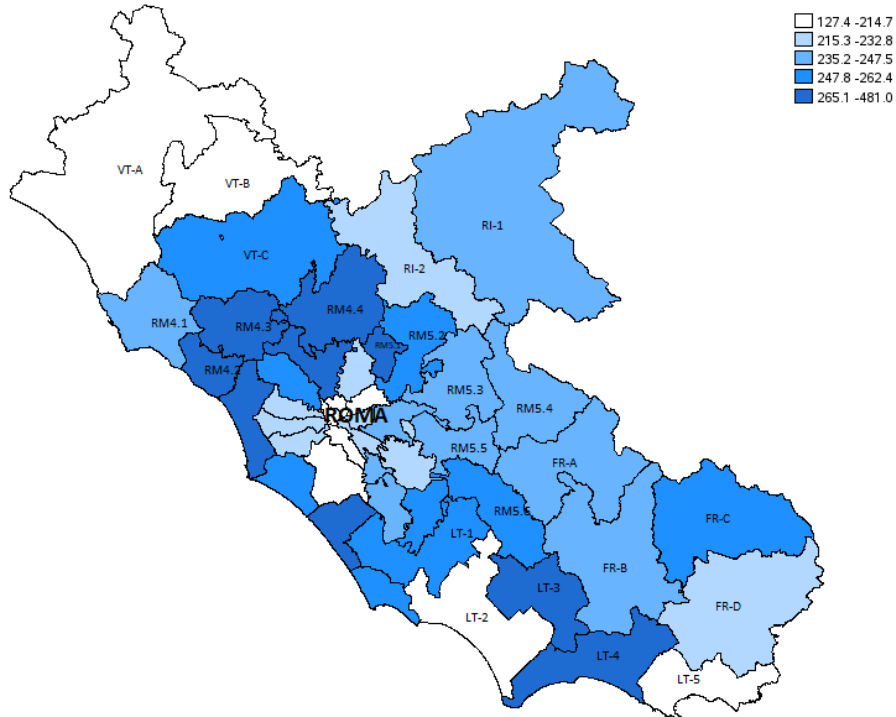 127.4 -214.7
215.3 -232.8
235.2 -247.5
247.8 -262.4
265.1 -481.0
VT-A
VT-B
RI-1
VT-C
RI-2
RM4.4
RM4.1
RM4.3
RM5.2
RM5.1
RM4.2
RM5.3
RM5.4
ROMA
RM5.5
FR-A
RM5.6
FR-C
LT-1
FR-B
LT-3
FR-D
LT-2
LT-4
LT-5